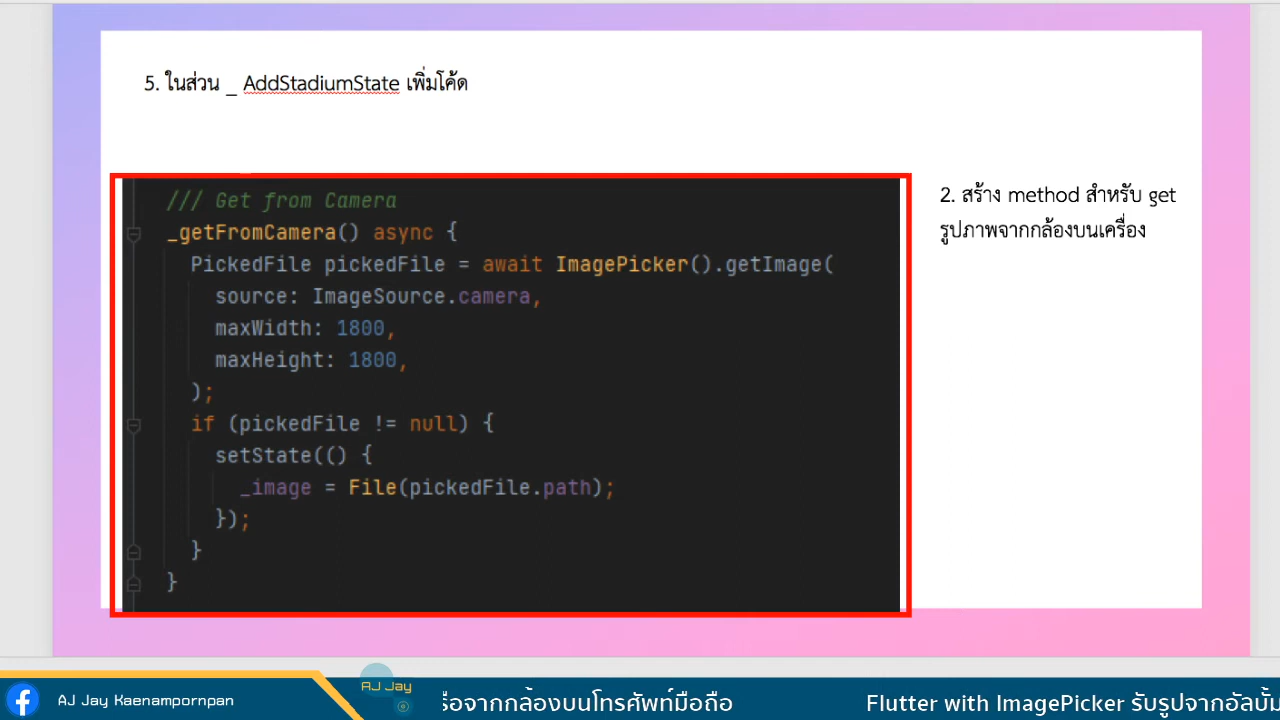 5. ในส่วน _ AddStadiumState เพิ่มโค้ด
/// Get from Camera
_getFromCamera() async {
PickedFile pickedFile = await ImagePicker().getImage(
source: ImageSource.camera,
maxWidth: 1800,
maxHeight: 1800,
);
if (pickedFile != null) {
setState(() {
_image = File(pickedFile.path);
});
}
}
2. สร้าง method สำหรับ get
รูปภาพจากกล้องบนเครื่อง
AJ Jay Kaenampornpan
AJ Jay
จากกล้องบนโทรศัพท์มือถือ
Flutter with ImagePicker รับรูปจากอัลบั้ม